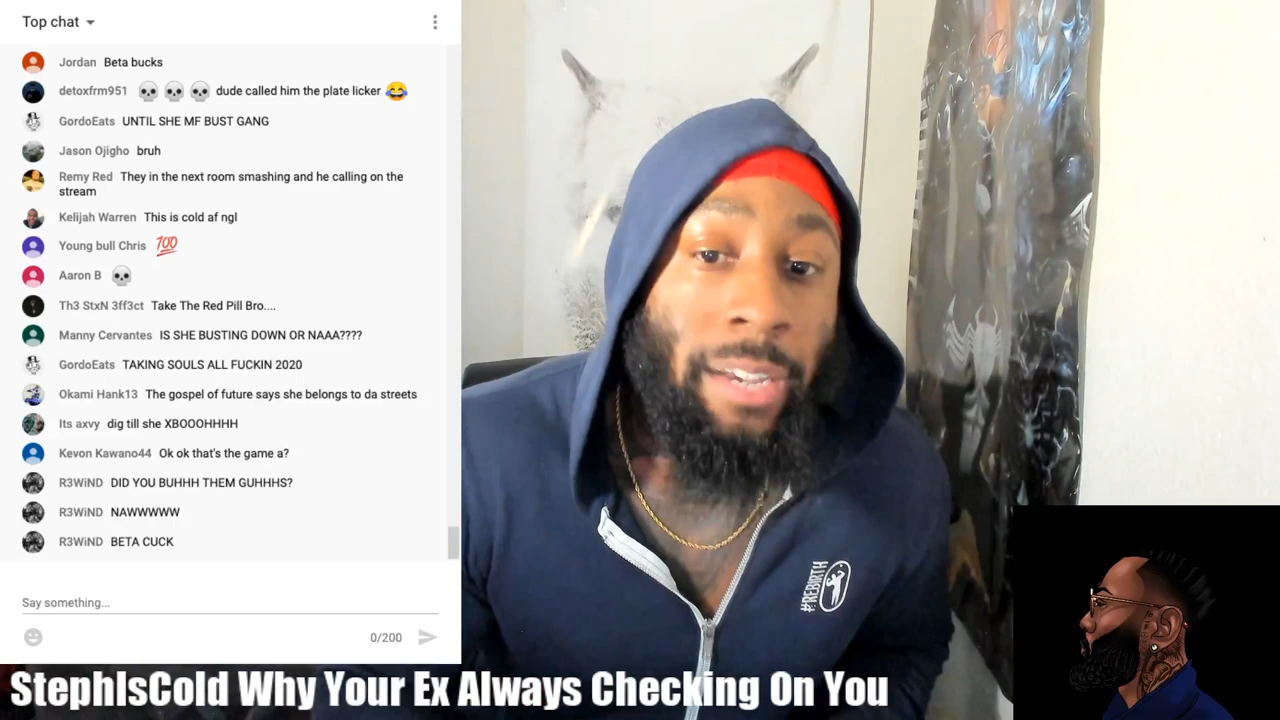 Top chat
Jordan Beta bucks
detoxfrm951 💀 💀 💀 dude called him the plate licker 😂
GordoEats UNTIL SHE MF BUST GANG
Jason Ojigho bruh
Remy Red They in the next room smashing and he calling on the
stream
Kelijah Warren This is cold af ngl
Young bull Chris 💯
Aaron B 💀
Th3 StxN 3ff3ct Take The Red Pill Bro....
Manny Cervantes IS SHE BUSTING DOWN OR NAAA????
GordoEats TAKING SOULS ALL FUCKIN 2020
Okami Hank13 The gospel of future says she belongs to da streets
Its axvy dig till she XBOOOHHHH
Kevon Kawano44 Ok ok that's the game a?
R3WiND DID YOU BUHHH THEM GUHHHS?
R3WiND NAWWWWW
R3WiND BETA CUCK
Say something...
0/200
#REBIRTH
StephIsCold Why Your Ex Always Checking On You